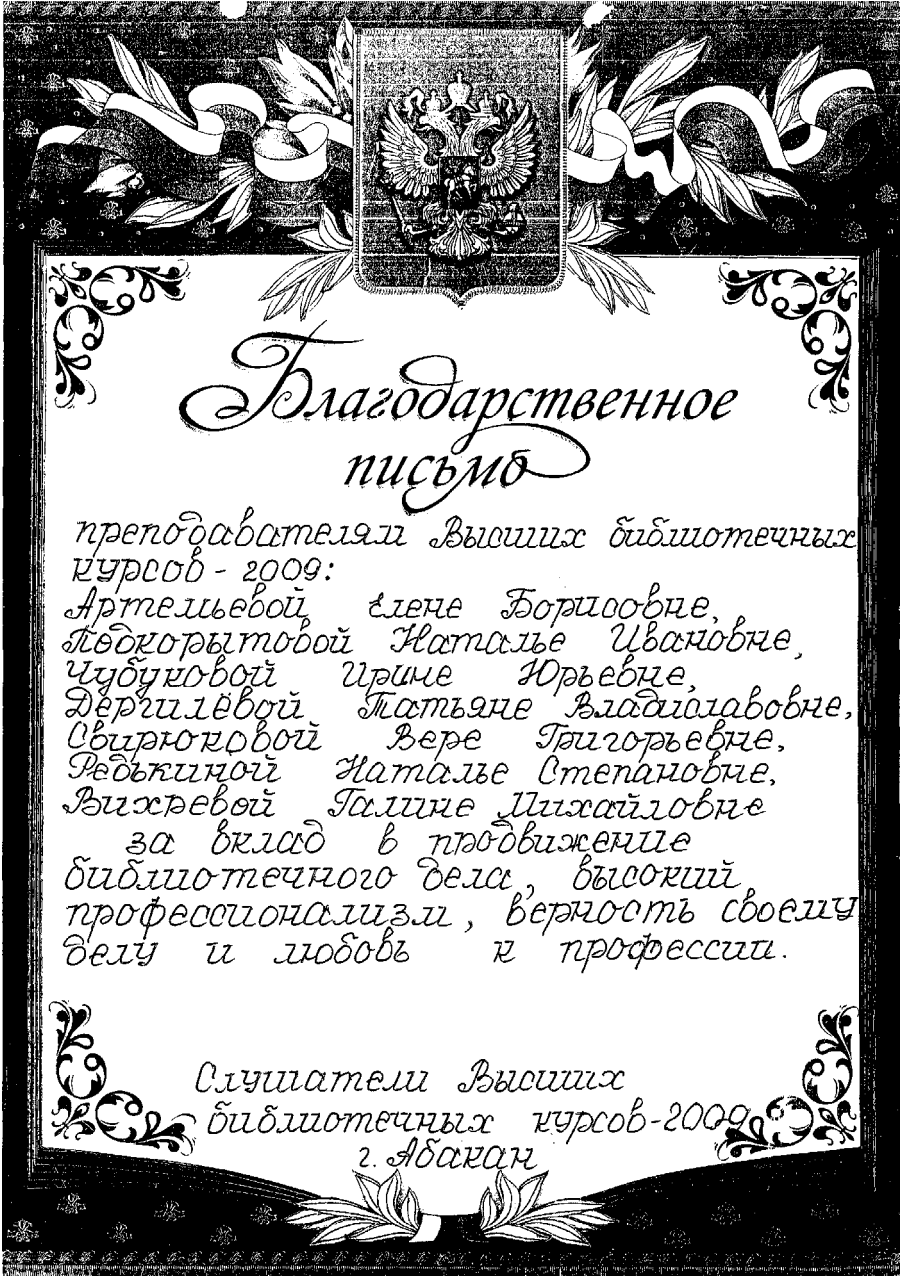 Благодарственное
письмо
преподавателям Высших библиотечных
курсов - 2009:
Артемьевой Елене Борисовне,
Подкорытовой Наталье Ивановне,
Чубуковой Ирине Юрьевне,
Дергилёвой Татьяне Владиславовне,
Свирюковой Вере Григорьевне,
Редькиной Наталье Степановне,
Вихревой Галине Михайловне
за вклад в продвижение
библиотечного дела, высокий
профессионализм, верность своему
делу и любовь к профессии.
Слушатели Высших
библиотечных курсов-2009
г. Абакан